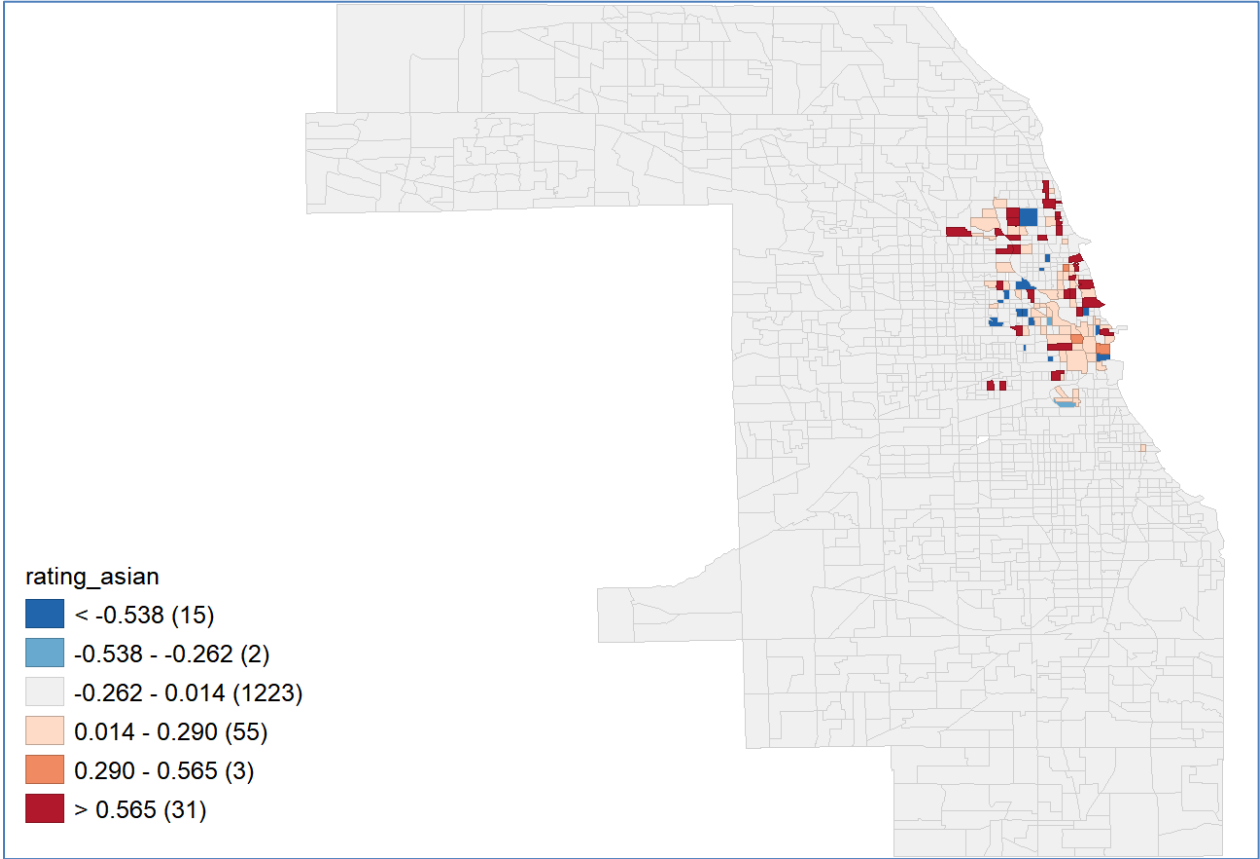 rating_asian
< -0.538 (15)
-0.538 - -0.262 (2)
-0.262 - 0.014 (1223)
0.014 - 0.290 (55)
0.290 - 0.565 (3)
> 0.565 (31)